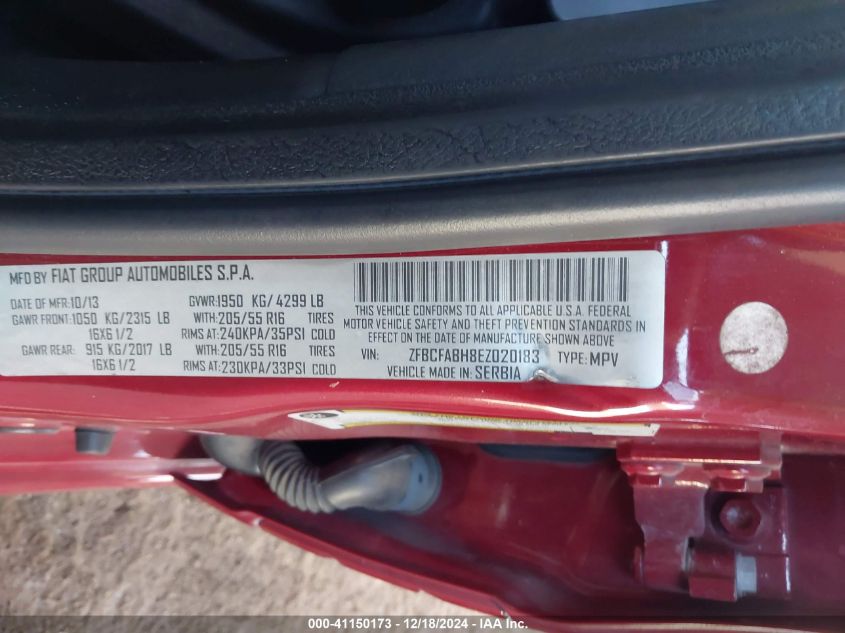 MFD BY FIAT GROUP AUTOMOBILES S.P.A.
DATE OF MFR:10/13 GVWR:1950 KG/4299 LB
GAWR FRONT:1050 KG/2315 LB WITH:205/55 R16 TIRES
16X6 1/2 RIMS AT:240KPA/35PSI COLD
GAWR REAR: 915 KG/2017 LB WITH:205/55 R16 TIRES
16X6 1/2 RIMS AT:230KPA/33PSI COLD
THIS VEHICLE CONFORMS TO ALL APPLICABLE U.S.A. FEDERAL
MOTOR VEHICLE SAFETY, BUMPER AND THEFT PREVENTION STANDARDS IN
EFFECT ON THE DATE OF MANUFACTURE SHOWN ABOVE
VIN: ZFBCFABH8EZ020183 TYPE: MPV
VEHICLE MADE IN: SERBIA
000-41150173 - 12/18/2024 - IAA Inc.